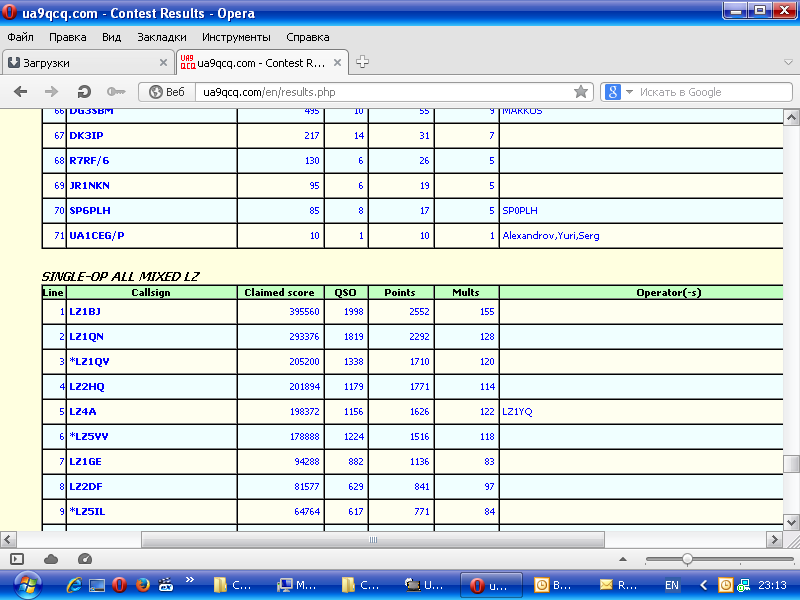 ua9qcq.com - Contest Results - Opera
Файл Правка Вид Закладки Инструменты Справка
Загрузки
UA9 QCQ ua9qcq.com - Contest R...
Веб ua9qcq.com/en/results.php 8 Искать в Google
66 DG3SBM 495 10 55 9 MARKUS
67 DK3IP 217 14 31 7
68 R7RF/6 130 6 26 5
69 JR1NKN 95 6 19 5
70 SP6PLH 85 8 17 5 SP0PLH
71 UA1CEG/P 10 1 10 1 Alexandrov,Yuri,Serg
SINGLE-OP ALL MIXED LZ
Line Callsign Claimed score QSO Points Mults Operator(-s)
1 LZ1BJ 395560 1998 2552 155
2 LZ1QN 293376 1819 2292 128
3 *LZ1QV 205200 1338 1710 120
4 LZ2HQ 201894 1179 1771 114
5 LZ4A 198372 1156 1626 122 LZ1YQ
6 *LZ5VV 178888 1224 1516 118
7 LZ1GE 94288 882 1136 83
8 LZ2DF 81577 629 841 97
9 *LZ5IL 64764 617 771 84
C... M... C... U... u... B... R... EN 23:13